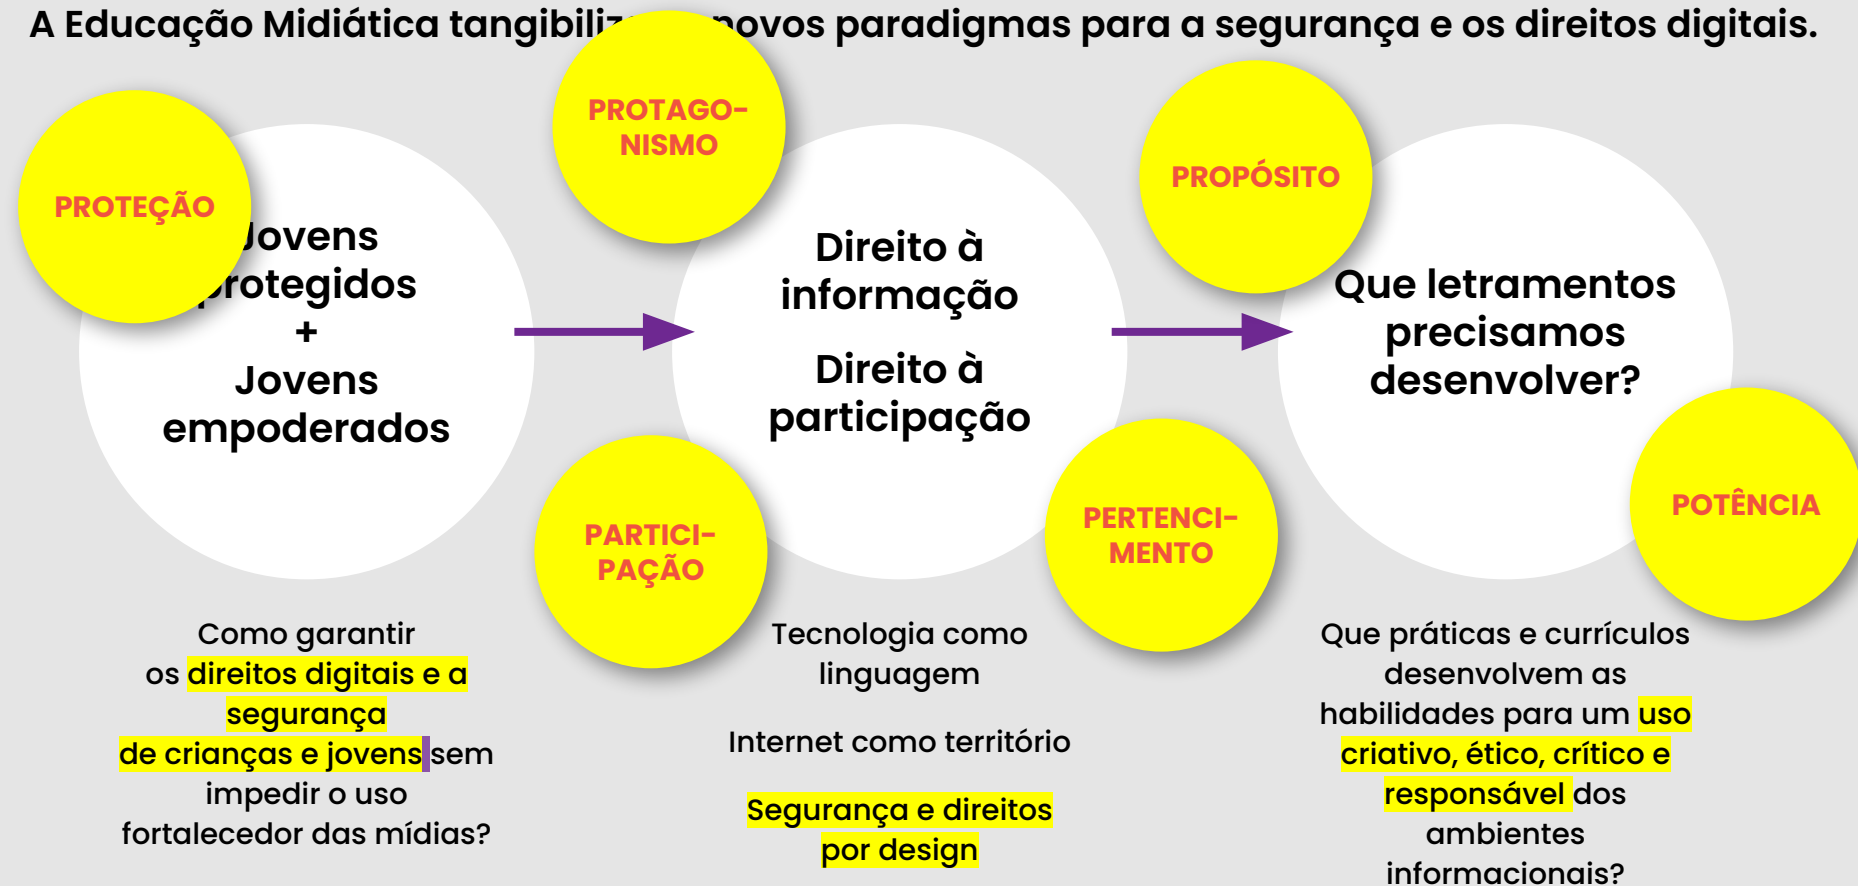 A Educação Midiática tangibiliz ovos paradigmas para a segurança e os direitos digitais.
PROTEÇÃO
Jovens
protegidos
+
Jovens
empoderados
Como garantir
os direitos digitais e a
segurança
de crianças e jovens sem
impedir o uso
fortalecedor das mídias?
PROTAGO-
NISMO
Direito à
informação
Direito à
participação
PARTICI-
PAÇÃO
PERTENCI-
MENTO
Tecnologia como
linguagem
Internet como território
Segurança e direitos
por design
PROPÓSITO
Que letramentos
precisamos
desenvolver?
POTÊNCIA
Que práticas e currículos
desenvolvem as
habilidades para um uso
criativo, ético, crítico e
responsável dos
ambientes
informacionais?